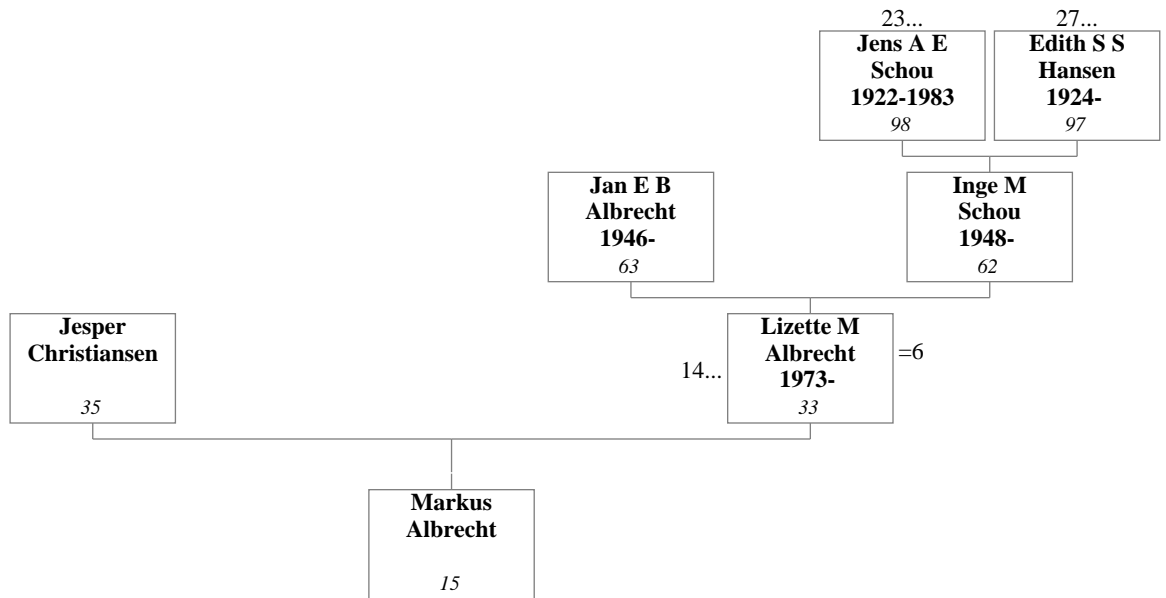 23...
27...
Jens A E
Schou
1922-1983
98
Edith S S
Hansen
1924-
97
Jan E B
Albrecht
1946-
63
Inge M
Schou
1948-
62
Jesper
Christiansen
35
14...
Lizette M
Albrecht
1973-
33
=6
Markus
Albrecht
15